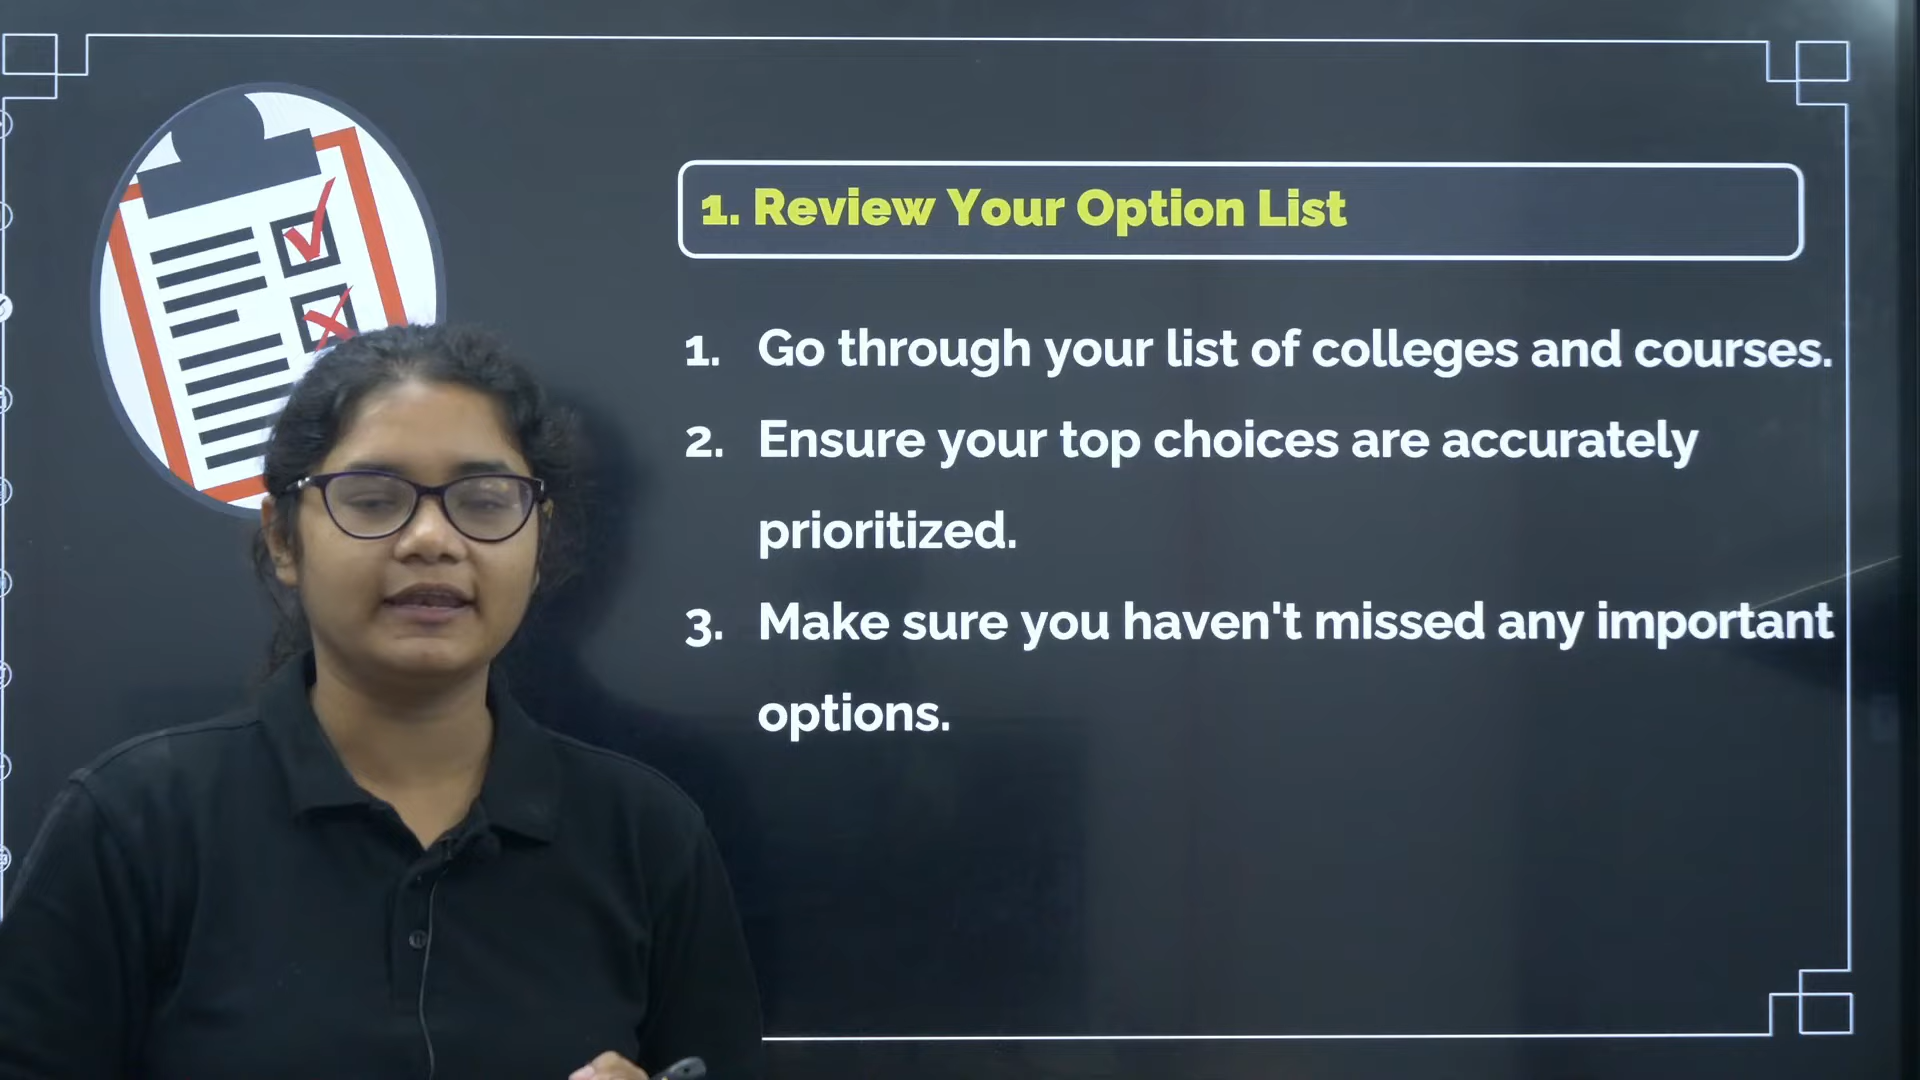 1. Review Your Option List
1. Go through your list of colleges and courses.
2. Ensure your top choices are accurately
prioritized.
3. Make sure you haven't missed any important
options.